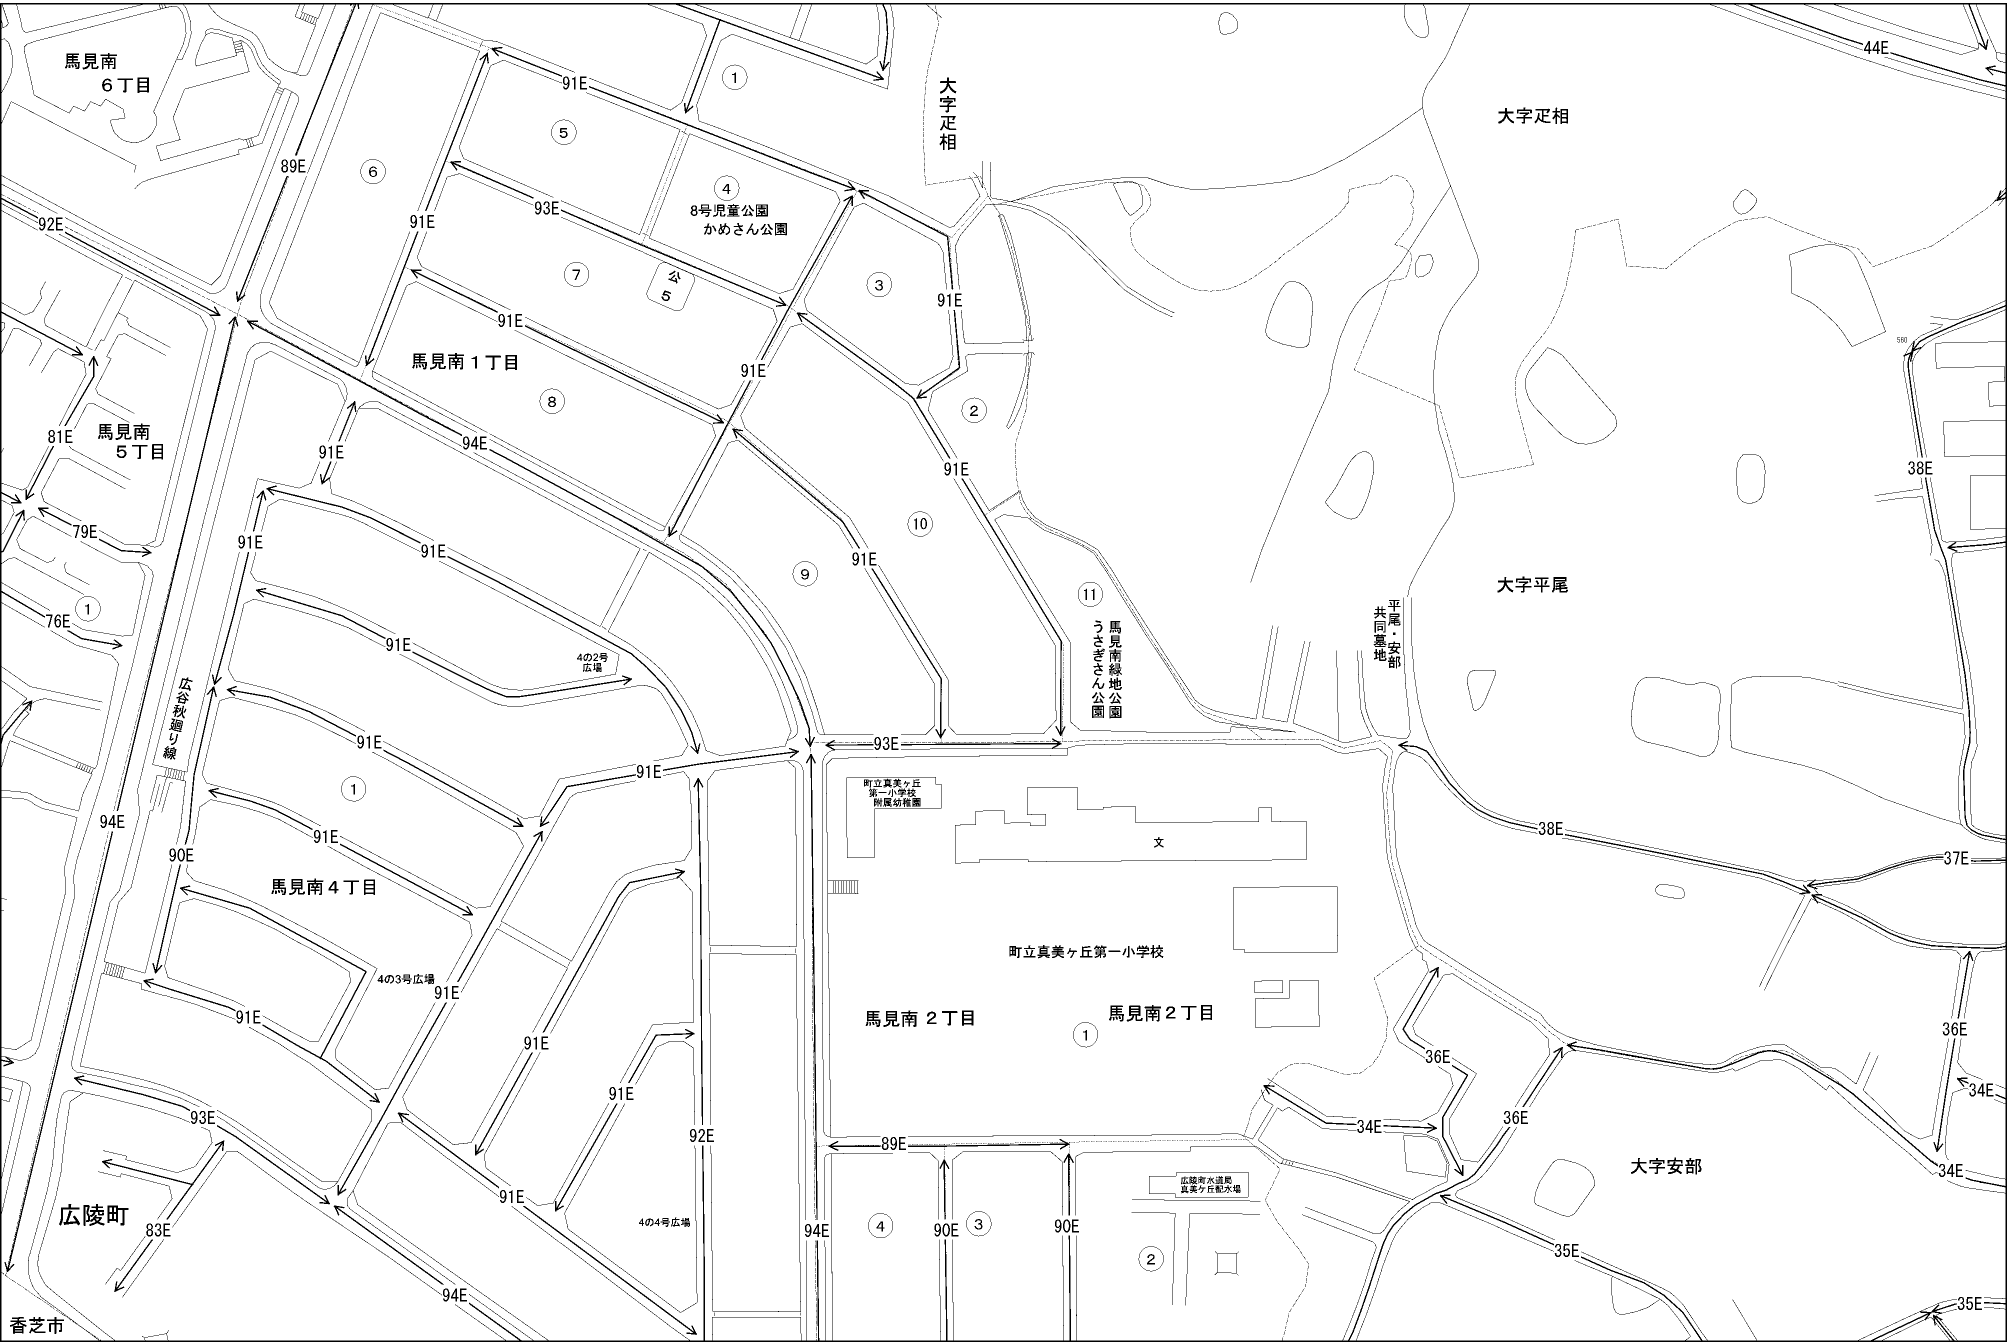 44E
馬見南
６丁目
91E
①
大字疋相
大字疋相
⑤
89E
⑥
④
8号児童公園
かめさん公園
92E
91E
93E
⑦
公
5
③
91E
91E
560
馬見南１丁目
91E
⑧
②
81E
馬見南
５丁目
94E
91E
91E
38E
79E
91E
91E
⑩
91E
⑨
大字平尾
①
76E
91E
⑪
馬見南緑地公園
うさぎさん公園
平尾・安部
共同墓地
4の2号
広場
広谷秋廻り線
91E
93E
91E
①
町立真美ヶ丘
第一小学校
附属幼稚園
94E
91E
38E
文
90E
37E
馬見南４丁目
町立真美ヶ丘第一小学校
4の3号広場
91E
91E
馬見南２丁目
馬見南２丁目
①
36E
91E
36E
91E
34E
93E
36E
34E
92E
89E
大字安部
34E
広陵町水道局
真美ケ丘配水場
91E
広陵町
4の4号広場
83E
94E
④
90E
③
90E
②
35E
94E
35E
香芝市